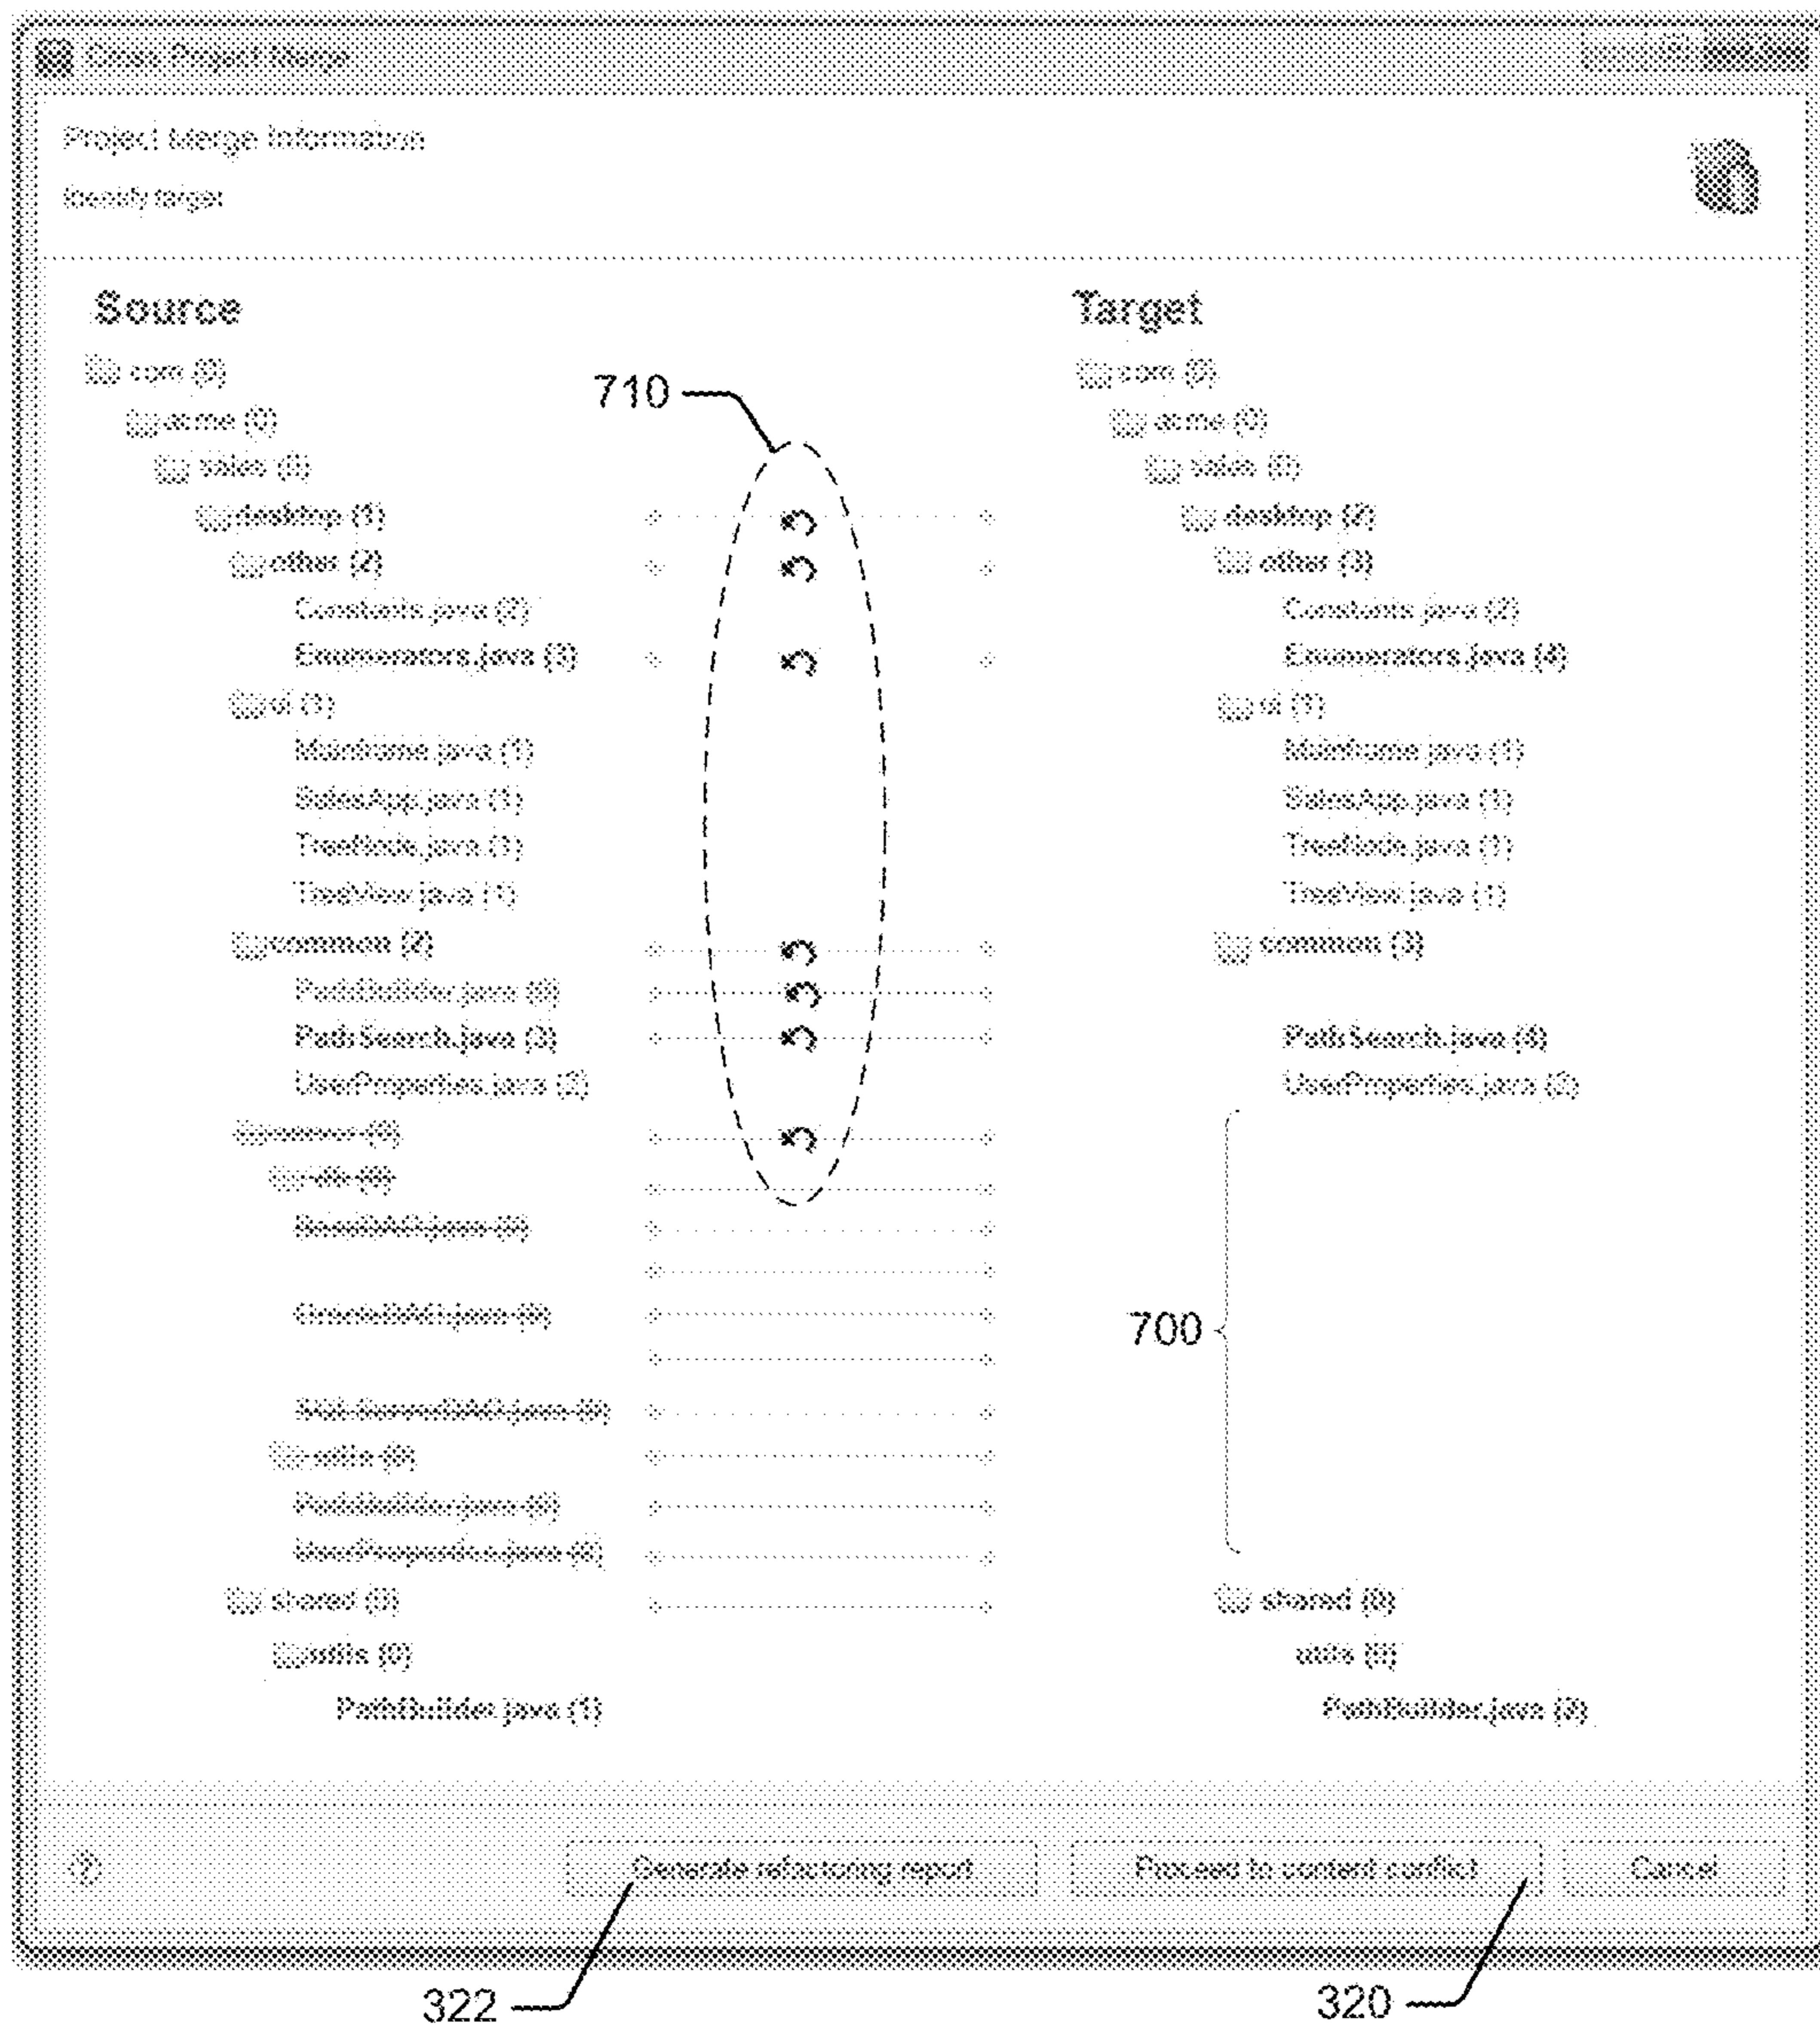 Cross Project Merge
Project Merge Information
Identify target
Source Target
com (0) com (0)
acme (0) acme (0)
710
sales (0) sales
desktop (1) desktop (2)
other (2) other (3)
Constants.java (2) Constants.java (2)
Enumerators.java (3) Enumerators.java (4)
ui (1) ui (1)
Mainframe.java (1) Mainframe.java (1)
SalesApp.java (1) SalesApp.java (1)
TreeNode.java (1) TreeNode.java (1)
TreeView.java (1) TreeView.java (1)
common (2) common (3)
PathBuilder.java
PathSearch.java (3) PathSearch.java (4)
UserProperties.java (2) UserProperties.java (2)
700
utils
PathBuilder.java
UserProperties.java
shared (0) shared (0)
utils (0) utils (0)
PathBuilder.java (1) PathBuilder.java (2)
Generate refactoring report Proceed to content conflict Cancel
322 320